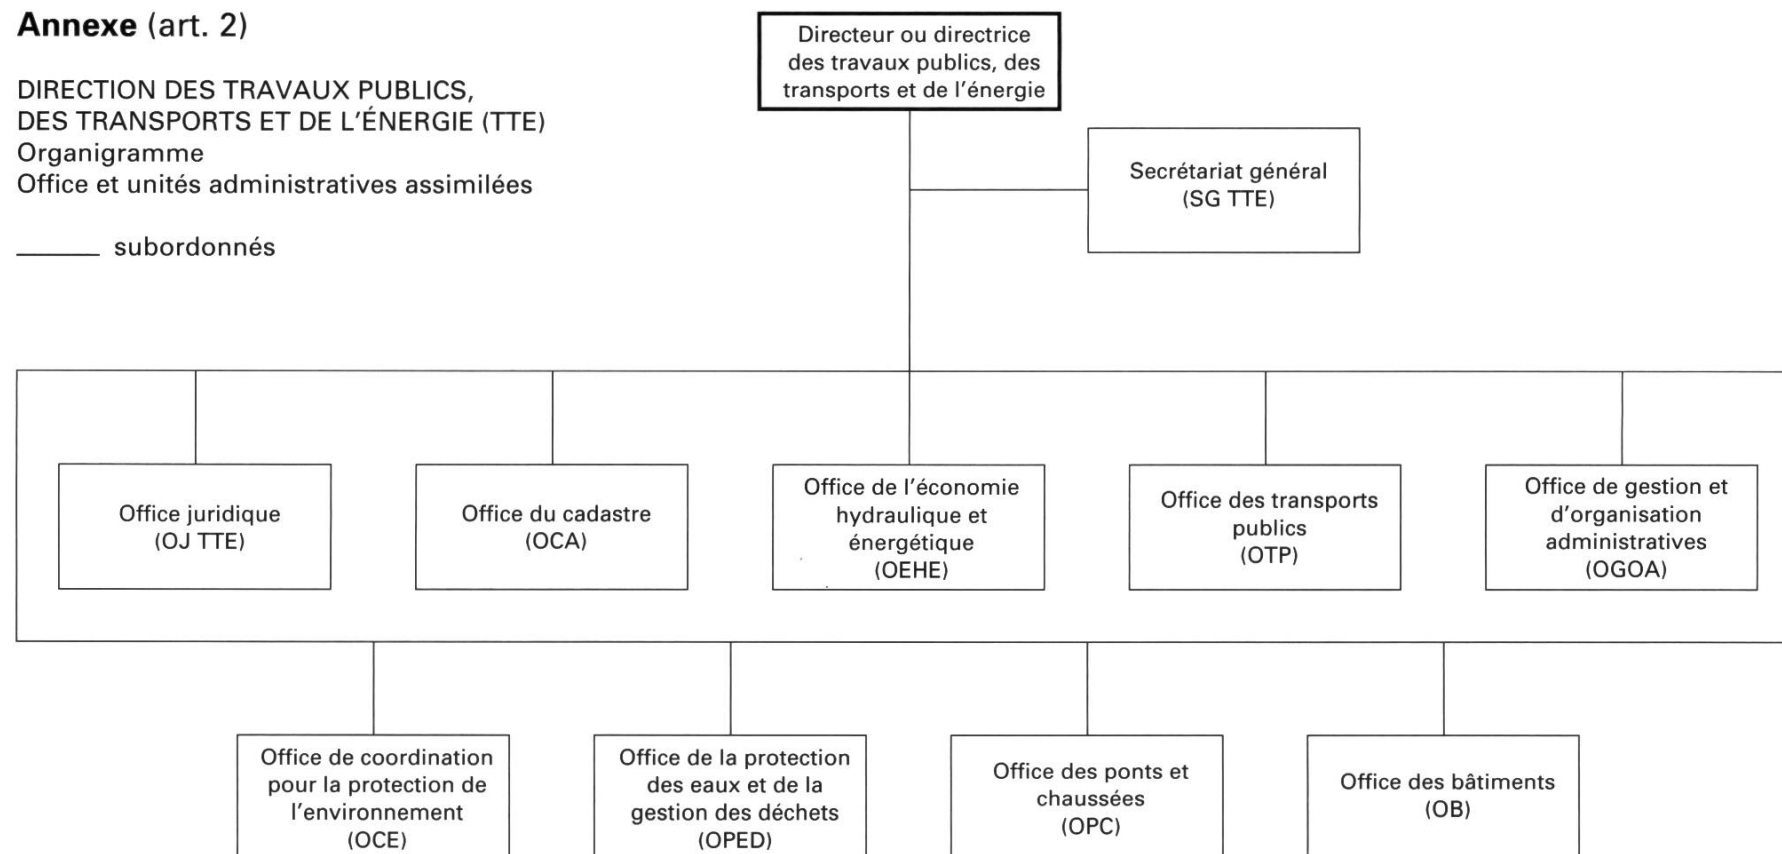 Annexe (art. 2)
DIRECTION DES TRAVAUX PUBLICS,
DES TRANSPORTS ET DE L'ÉNERGIE (TTE)
Organigramme
Office et unités administratives assimilées
subordonnés
Directeur ou directrice
des travaux publics, des
transports et de l'énergie
Secrétariat général
(SG TTE)
Office juridique
(OJ TTE)
Office du cadastre
(OCA)
Office de l'économie
hydraulique et
énergétique
(OEHE)
Office des transports
publics
(OTP)
Office de gestion et
d'organisation
administratives
(OGOA)
Office de coordination
pour la protection de
l'environnement
(OCE)
Office de la protection
des eaux et de la
gestion des déchets
(OPED)
Office des ponts et
chaussées
(OPC)
Office des bâtiments
(OB)